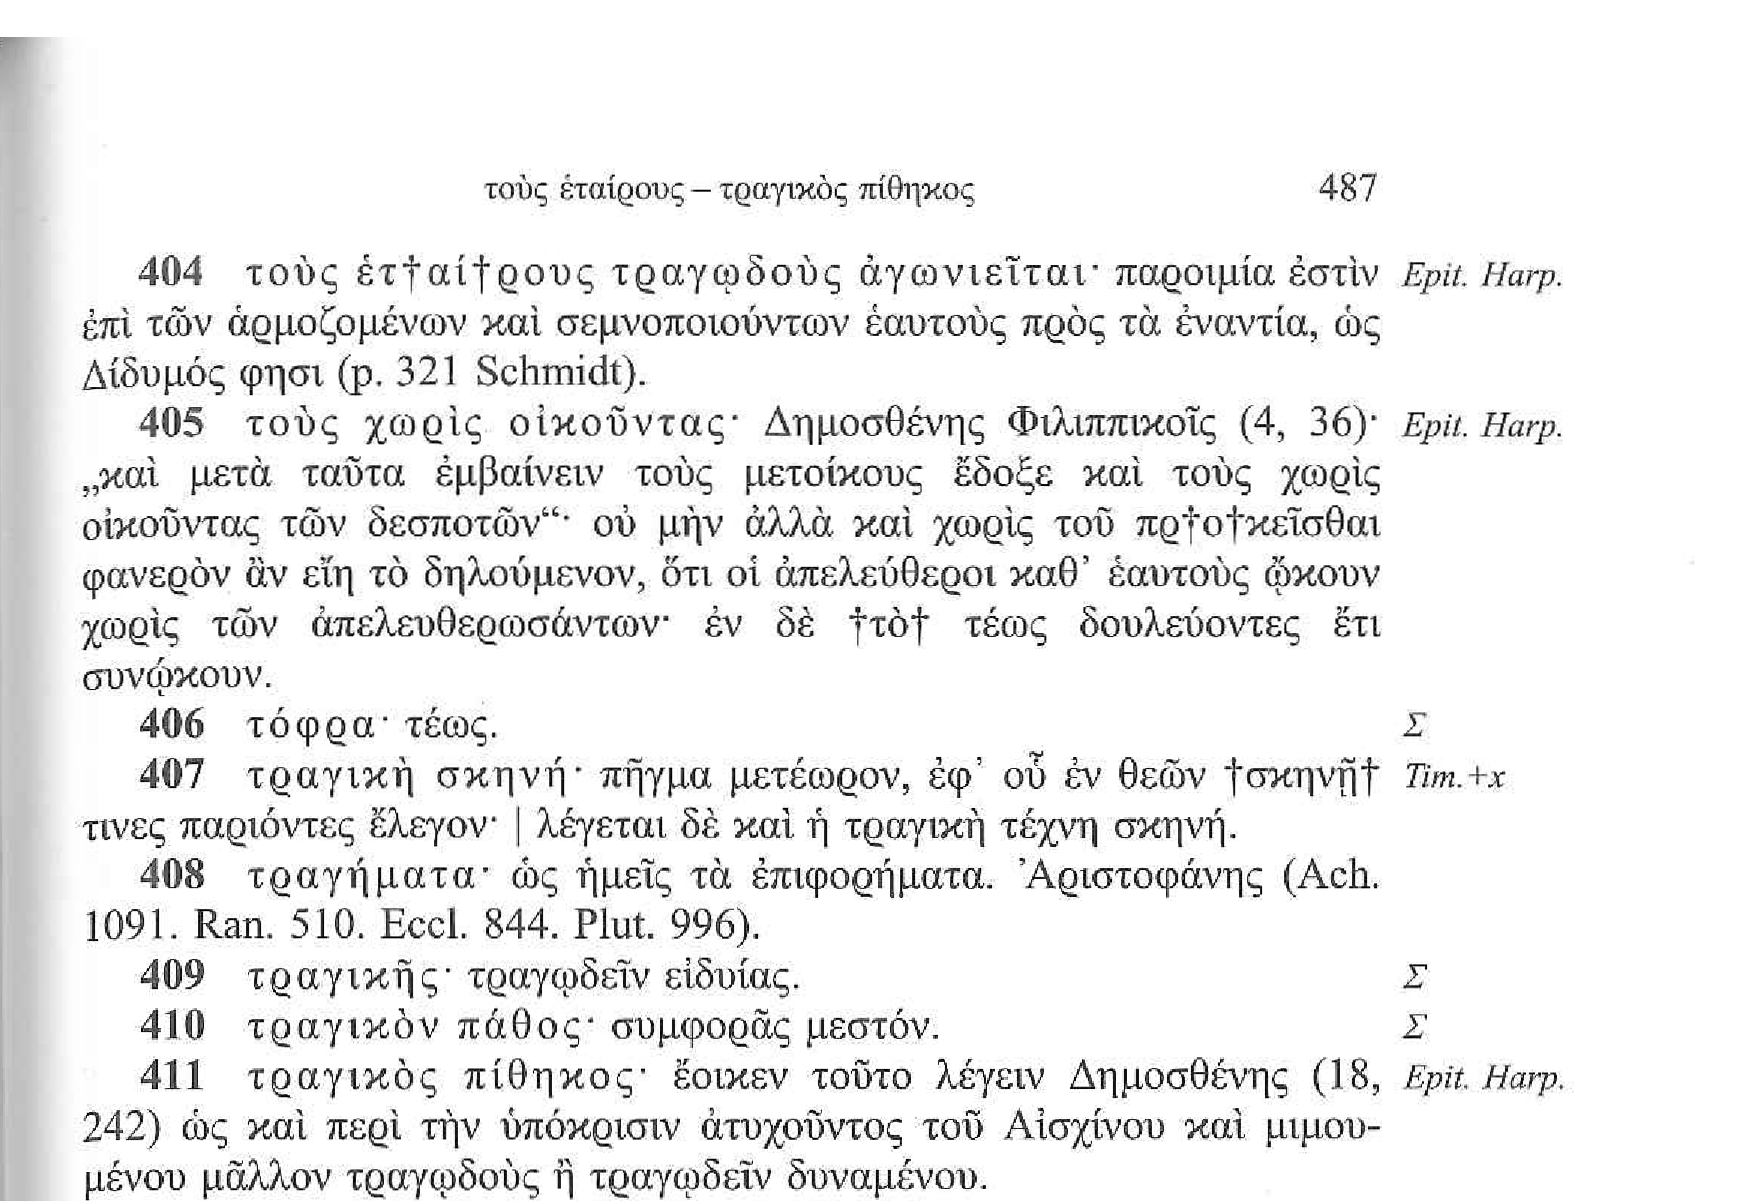 τοὺς ἑταίρους – τραγικὸς πίθηκος 487
404 τοὺς ἑτ†αί†ρους τραγῳδοὺς ἀγωνιεῖται· παροιμία ἐστὶν Epit. Harp.
ἐπὶ τῶν ἁρμοζομένων καὶ σεμνοποιούντων ἑαυτοὺς πρὸς τὰ ἐναντία, ὡς
Δίδυμός φησι (p. 321 Schmidt).
405 τοὺς χωρὶς οἰκοῦντας· Δημοσθένης Φιλιππικοῖς (4, 36)· Epit. Harp.
„καὶ μετὰ ταῦτα ἐμβαίνειν τοὺς μετοίκους ἔδοξε καὶ τοὺς χωρὶς
οἰκοῦντας τῶν δεσποτῶν“· οὐ μὴν ἀλλὰ καὶ χωρὶς τοῦ πρ†ο†κεῖσθαι
φανερὸν ἂν εἴη τὸ δηλούμενον, ὅτι οἱ ἀπελεύθεροι καθ’ ἑαυτοὺς ᾤκουν
χωρὶς τῶν ἀπελευθερωσάντων· ἐν δὲ †τὸ† τέως δουλεύοντες ἔτι
συνῴκουν.
406 τόφρα· τέως. Σ
407 τραγικὴ σκηνή· πῆγμα μετέωρον, ἐφ’ οὗ ἐν θεῶν †σκηνῇ† Tim.+x
τινες παριόντες ἔλεγον· | λέγεται δὲ καὶ ἡ τραγικὴ τέχνη σκηνή.
408 τραγήματα· ὡς ἡμεῖς τὰ ἐπιφορήματα. Ἀριστοφάνης (Ach.
1091. Ran. 510. Eccl. 844. Plut. 996).
409 τραγικῆς· τραγῳδεῖν εἰδυίας. Σ
410 τραγικὸν πάθος· συμφορᾶς μεστόν. Σ
411 τραγικὸς πίθηκος· ἔοικεν τοῦτο λέγειν Δημοσθένης (18, Epit. Harp.
242) ὡς καὶ περὶ τὴν ὑπόκρισιν ἀτυχοῦντος τοῦ Αἰσχίνου καὶ μιμου-
μένου μᾶλλον τραγῳδοὺς ἢ τραγῳδεῖν δυναμένου.